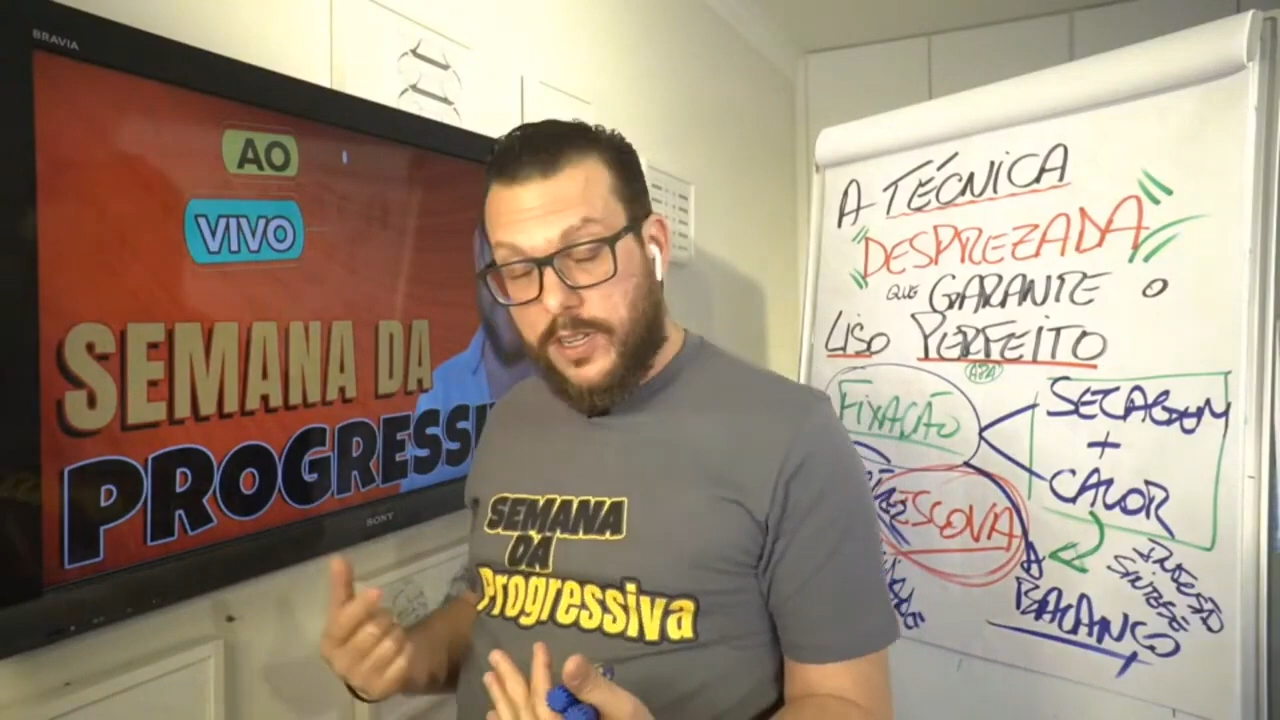 BRAVIA
AO
VIVO
SEMANA DA
PROGRESSI
SONY
SEMANA
DA
Progressiva
A TÉCNICA
"DESPREZADA"
QUE GARANTE O
LISO PERFEITO
FIXAÇÃO
SECAGEM
+
CALOR
ESCOVA
BALANÇO